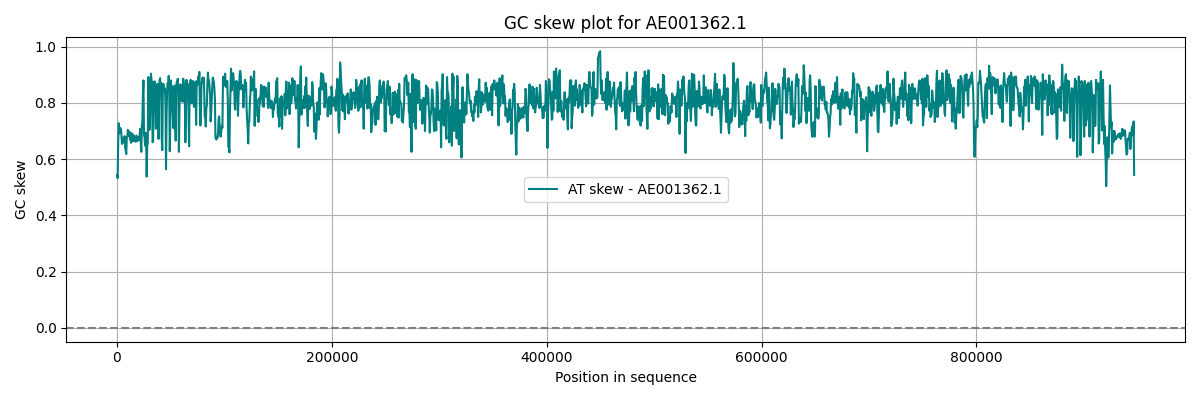 GC skew plot for AE001362.1
1.0
0.8
0.6
0.4
0.2
0.0
GC skew
AT skew - AE001362.1
0
200000
400000
600000
800000
Position in sequence